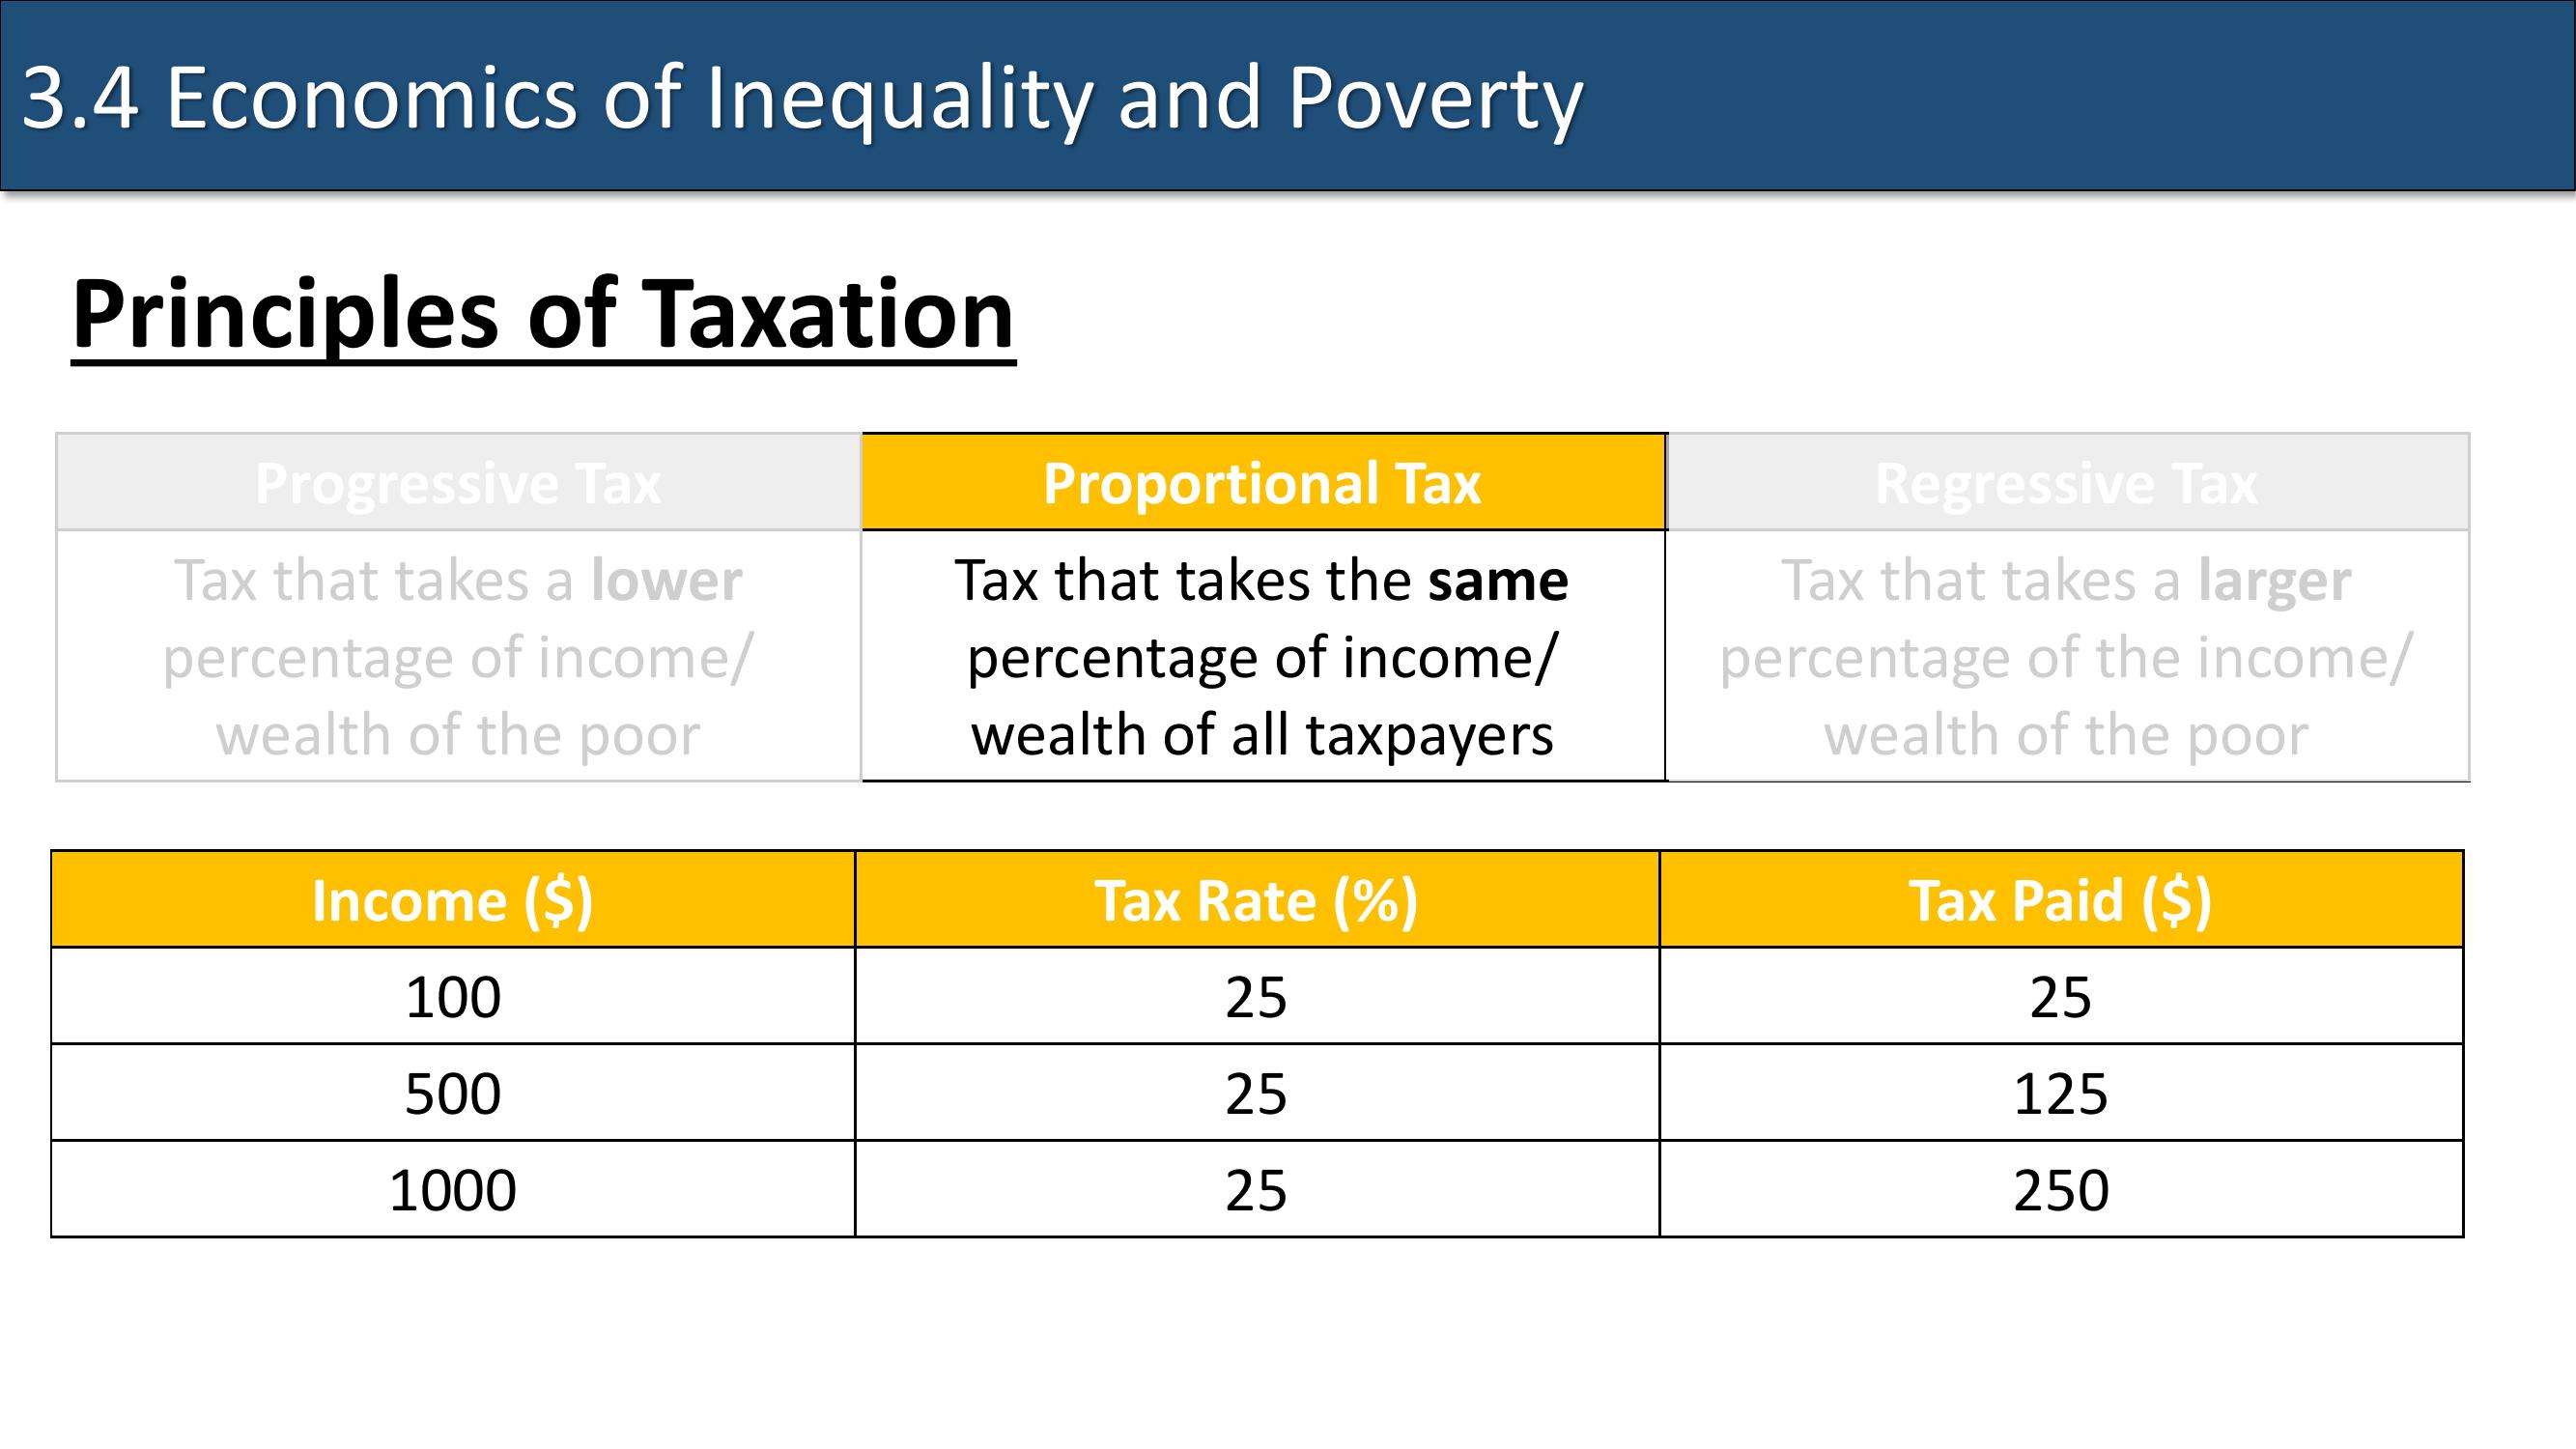 3.4 Economics of Inequality and Poverty
Principles of Taxation
Progressive Tax
Tax that takes a lower
percentage of income/
wealth of the poor
Proportional Tax
Tax that takes the same
percentage of income/
wealth of all taxpayers
Regressive Tax
Tax that takes a larger
percentage of the income/
wealth of the poor
Income ($) Tax Rate (%) Tax Paid ($)
100 25 25
500 25 125
1000 25 250